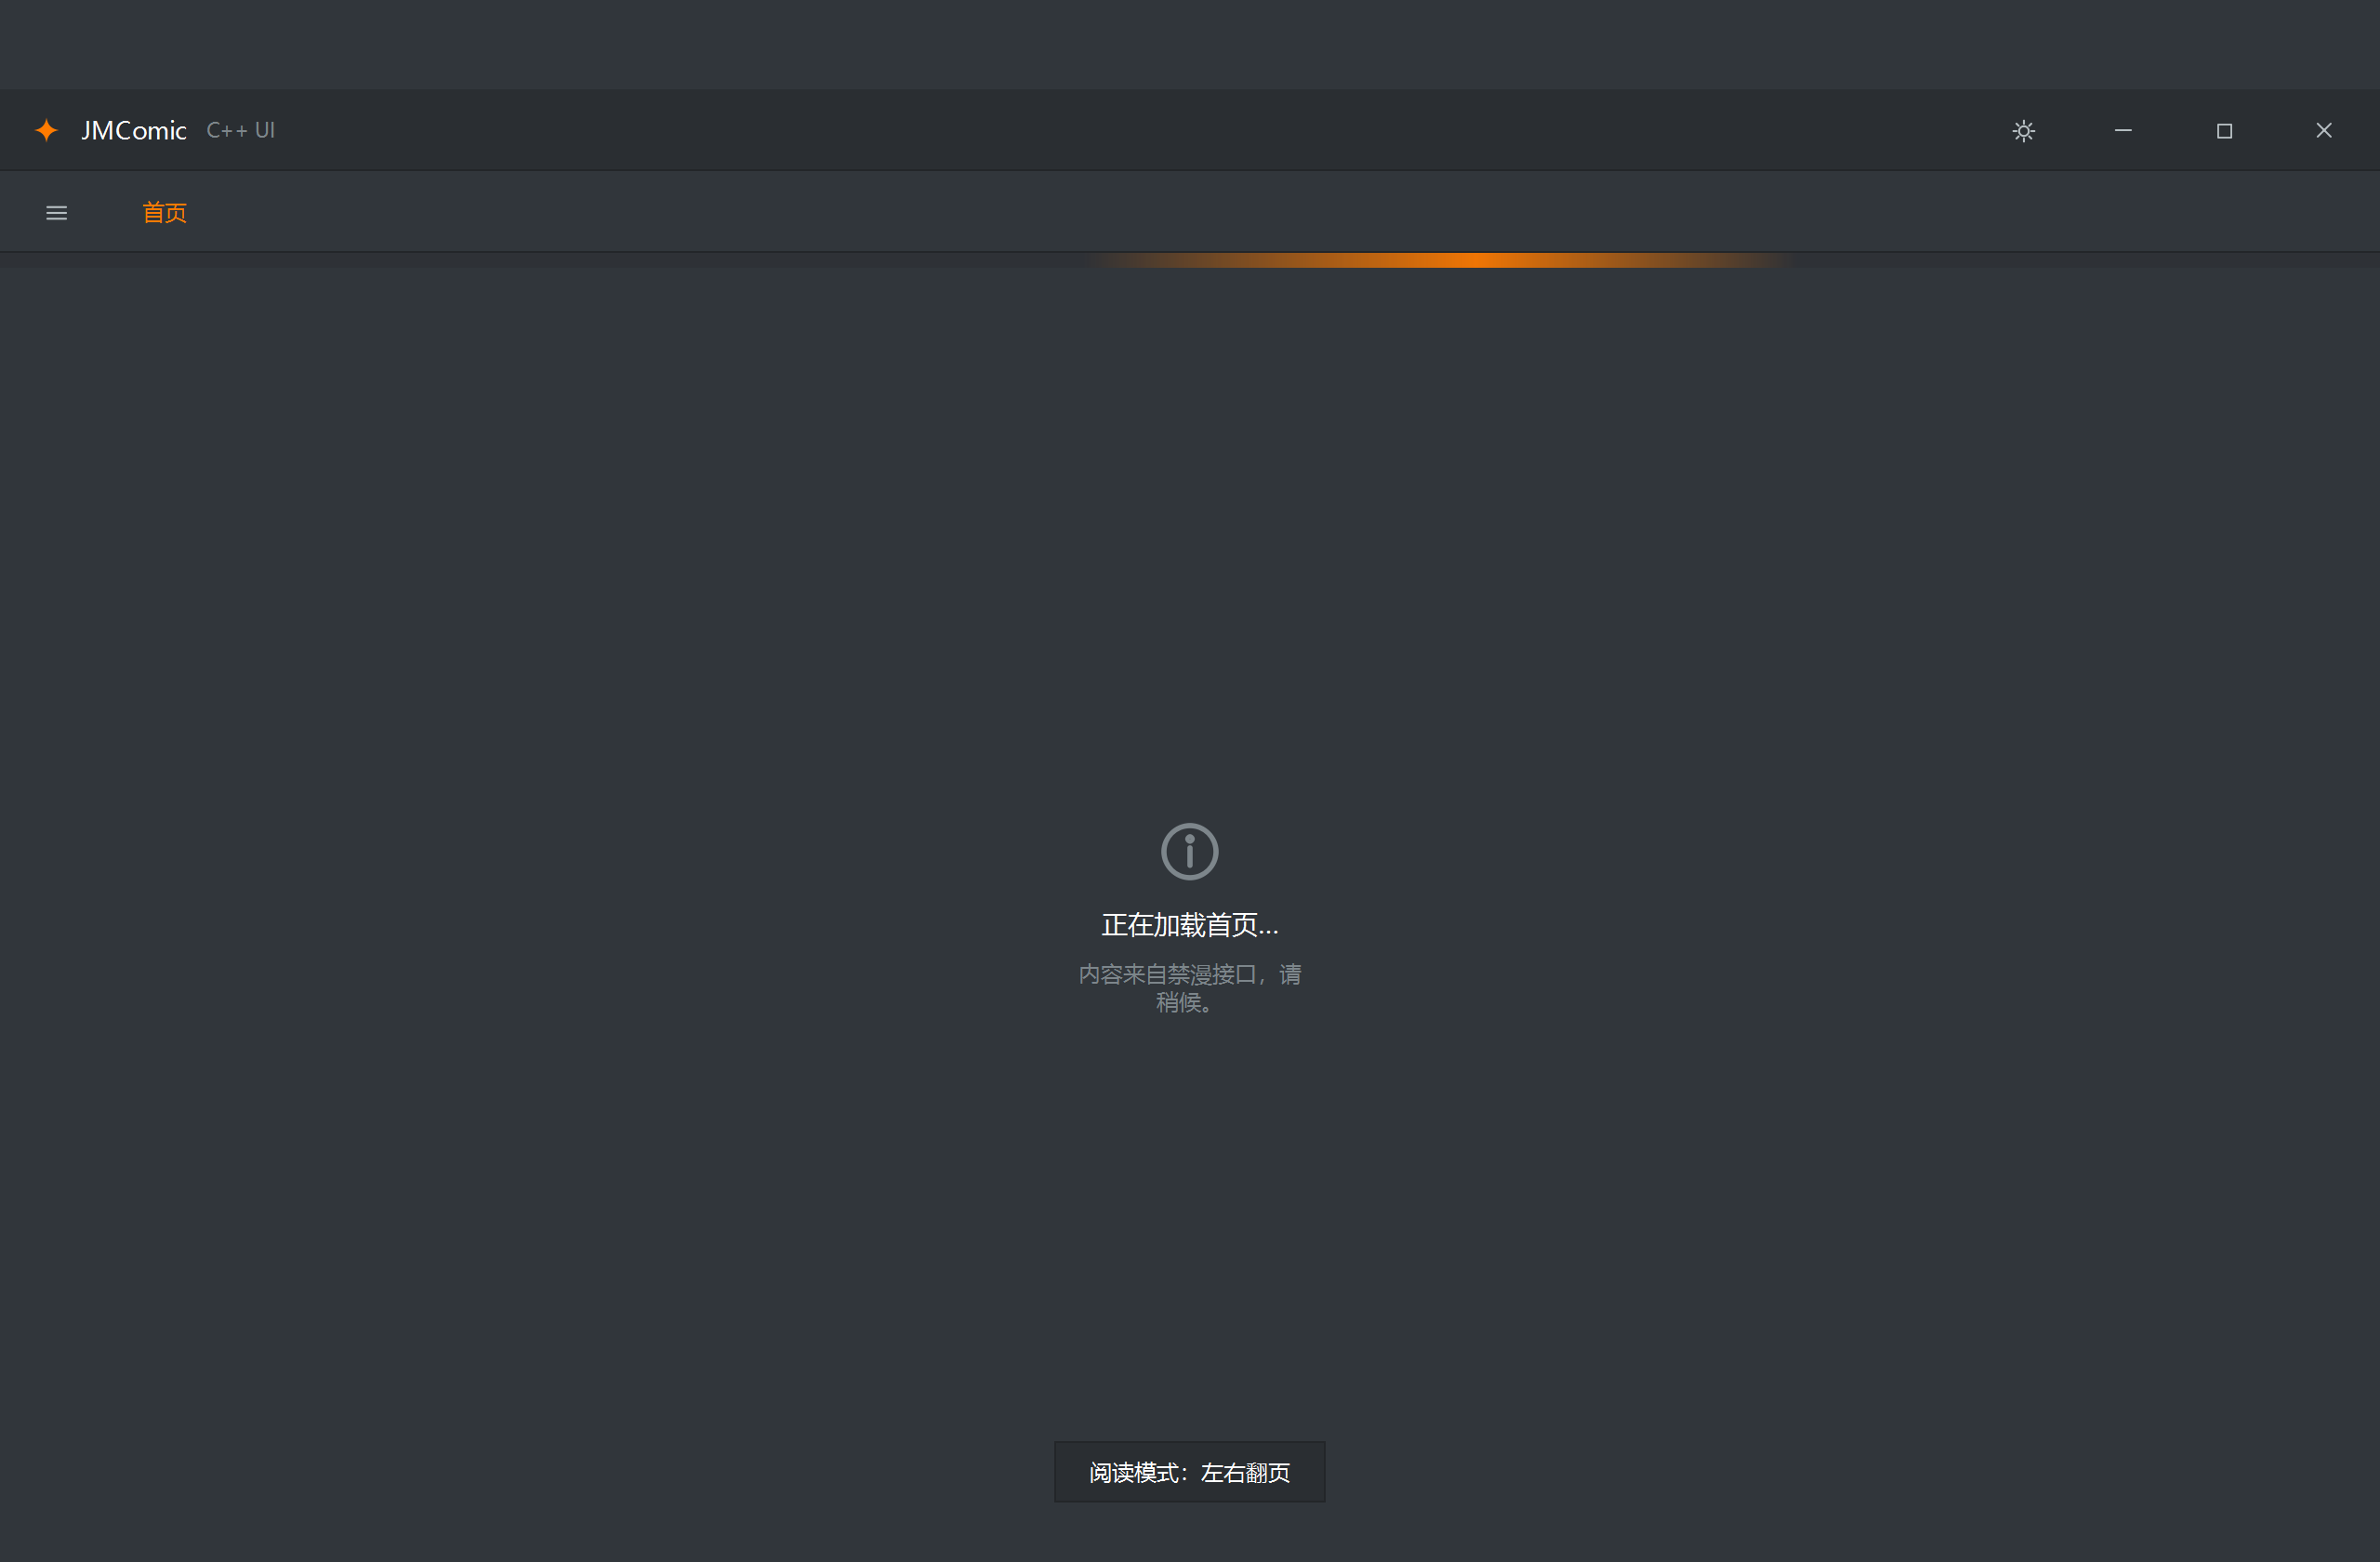 JMComic C++ UI
首页
正在加载首页...
内容来自禁漫接口，请
稍候。
阅读模式：左右翻页